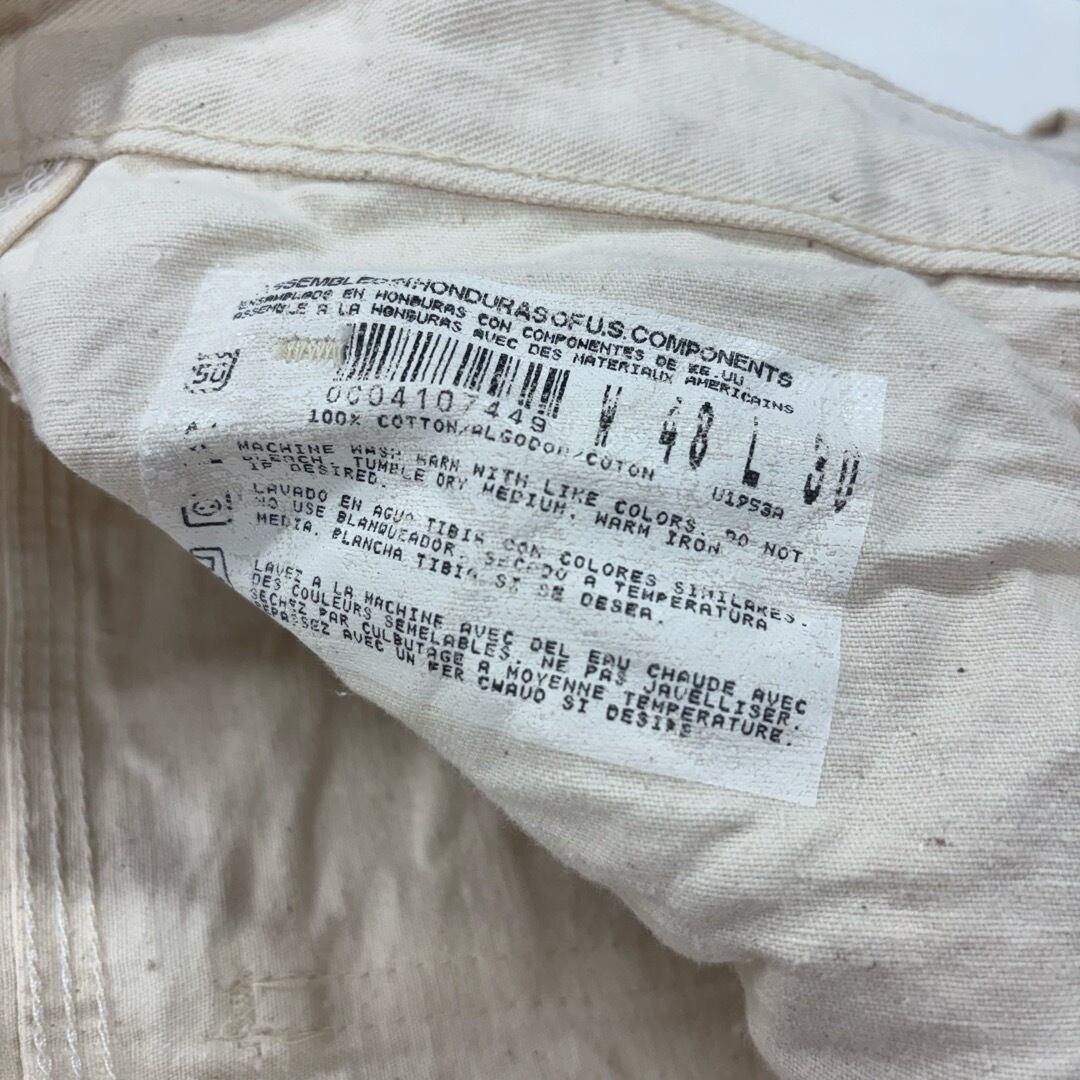 ASSEMBLED IN HONDURAS OF U.S. COMPONENTS
ENSAMBLADO EN HONDURAS CON COMPONENTES DE EE.UU
ASSEMBLE A LA HONDURAS AVEC DES MATERIAUX AMERICAINS
0004107449
W 48 L 30
100% COTTON/ALGODON/COTON
U1953A
50
MACHINE WASH WARM WITH LIKE COLORS. DO NOT
BLEACH. TUMBLE DRY MEDIUM. WARM IRON
IF DESIRED.
LAVADO EN AGUA TIBIA CON COLORES SIMILARES.
NO USE BLANQUEADOR. SECADO A TEMPERATURA
MEDIA. PLANCHA TIBIA SI SE DESEA.
LAVEZ A LA MACHINE AVEC DEL EAU CHAUDE AVEC
DES COULEURS SEMELABLES. NE PAS JAVELLISER.
SECHEZ PAR CULBUTAGE A MOYENNE TEMPERATURE.
REPASSEZ AVEC UN FER CHAUD SI DESIRE